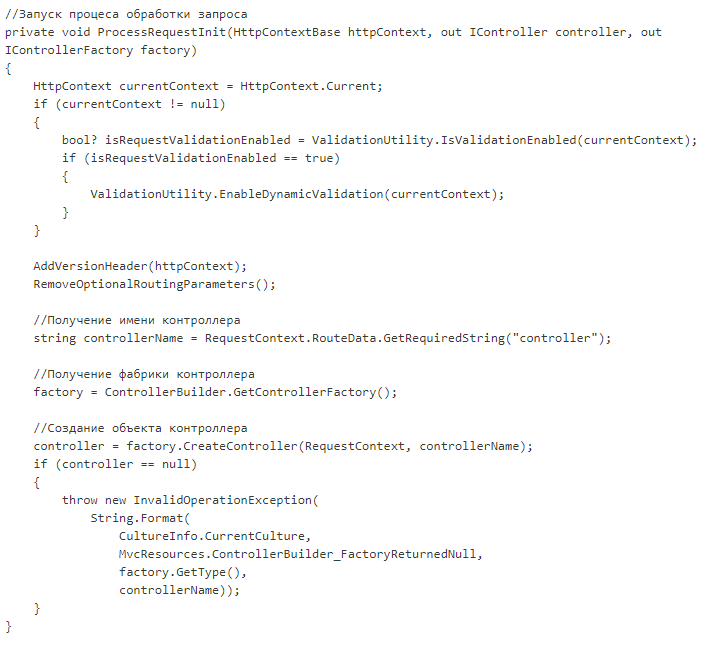 //Запуск процеса обработки запроса
private void ProcessRequestInit(HttpContextBase httpContext, out IController controller, out
IControllerFactory factory)
{
    HttpContext currentContext = HttpContext.Current;
    if (currentContext != null)
    {
        bool? isRequestValidationEnabled = ValidationUtility.IsValidationEnabled(currentContext);
        if (isRequestValidationEnabled == true)
        {
            ValidationUtility.EnableDynamicValidation(currentContext);
        }
    }

    AddVersionHeader(httpContext);
    RemoveOptionalRoutingParameters();

    //Получение имени контроллера
    string controllerName = RequestContext.RouteData.GetRequiredString("controller");

    //Получение фабрики контроллера
    factory = ControllerBuilder.GetControllerFactory();

    //Создание объекта контроллера
    controller = factory.CreateController(RequestContext, controllerName);
    if (controller == null)
    {
        throw new InvalidOperationException(
            String.Format(
                CultureInfo.CurrentCulture,
                MvcResources.ControllerBuilder_FactoryReturnedNull,
                factory.GetType(),
                controllerName));
    }
}